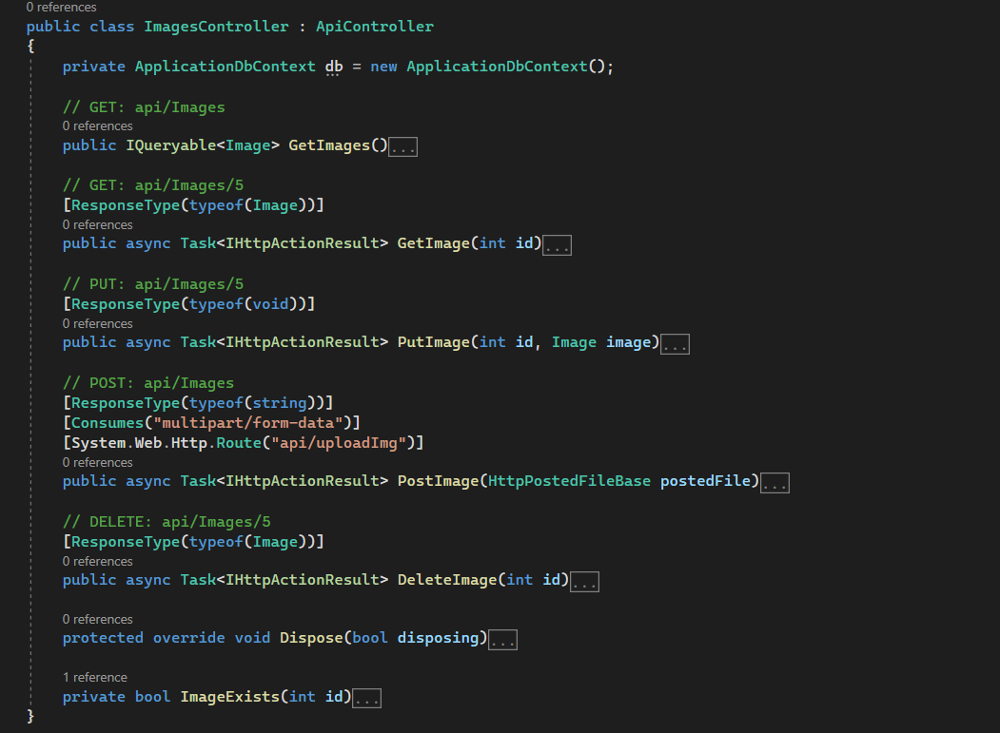 0 references
public class ImagesController : ApiController
{
private ApplicationDbContext db = new ApplicationDbContext();
// GET: api/Images
0 references
public IQueryable<Image> GetImages()...
// GET: api/Images/5
[ResponseType(typeof(Image))]
0 references
public async Task<IHttpActionResult> GetImage(int id)...
// PUT: api/Images/5
[ResponseType(typeof(void))]
0 references
public async Task<IHttpActionResult> PutImage(int id, Image image)...
// POST: api/Images
[ResponseType(typeof(string))]
[Consumes("multipart/form-data")]
[System.Web.Http.Route("api/uploadImg")]
0 references
public async Task<IHttpActionResult> PostImage(HttpPostedFileBase postedFile)...
// DELETE: api/Images/5
[ResponseType(typeof(Image))]
0 references
public async Task<IHttpActionResult> DeleteImage(int id)...
0 references
protected override void Dispose(bool disposing)...
1 reference
private bool ImageExists(int id)...
}